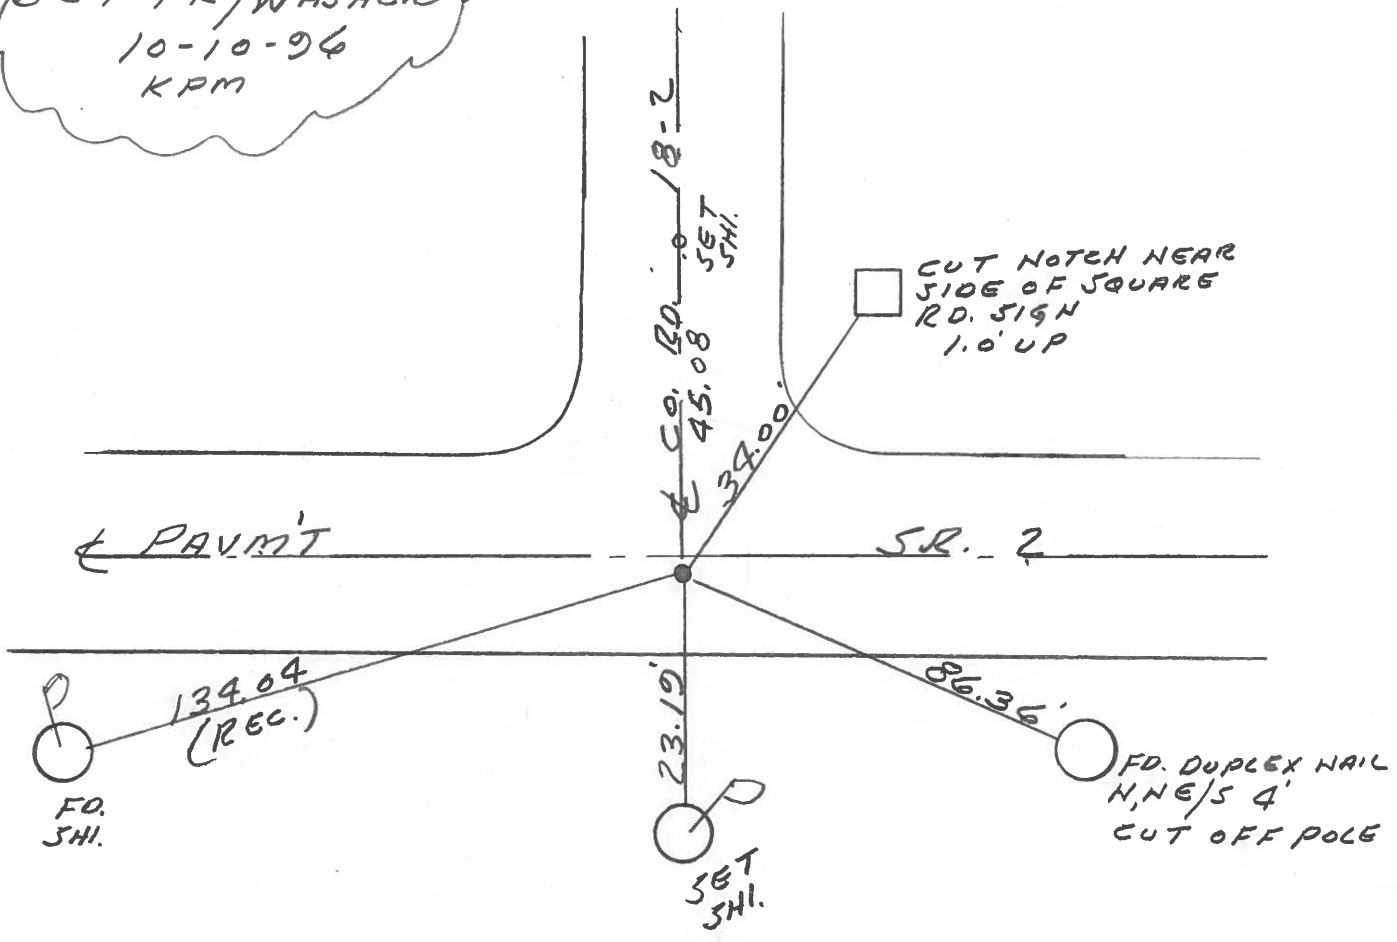 10-10-96
KPM
℄ CO. RD. 18-2
45.08
SET
SHI.
CUT NOTCH NEAR
SIDE OF SQUARE
RD. SIGN
1.0' UP
34.00'
℄ PAVM'T
S.R. 2
134.04
(REC.)
FD.
SHI.
23.19'
SET
SHI.
86.36'
FD. DUPLEX NAIL
N,NE/S 4'
CUT OFF POLE